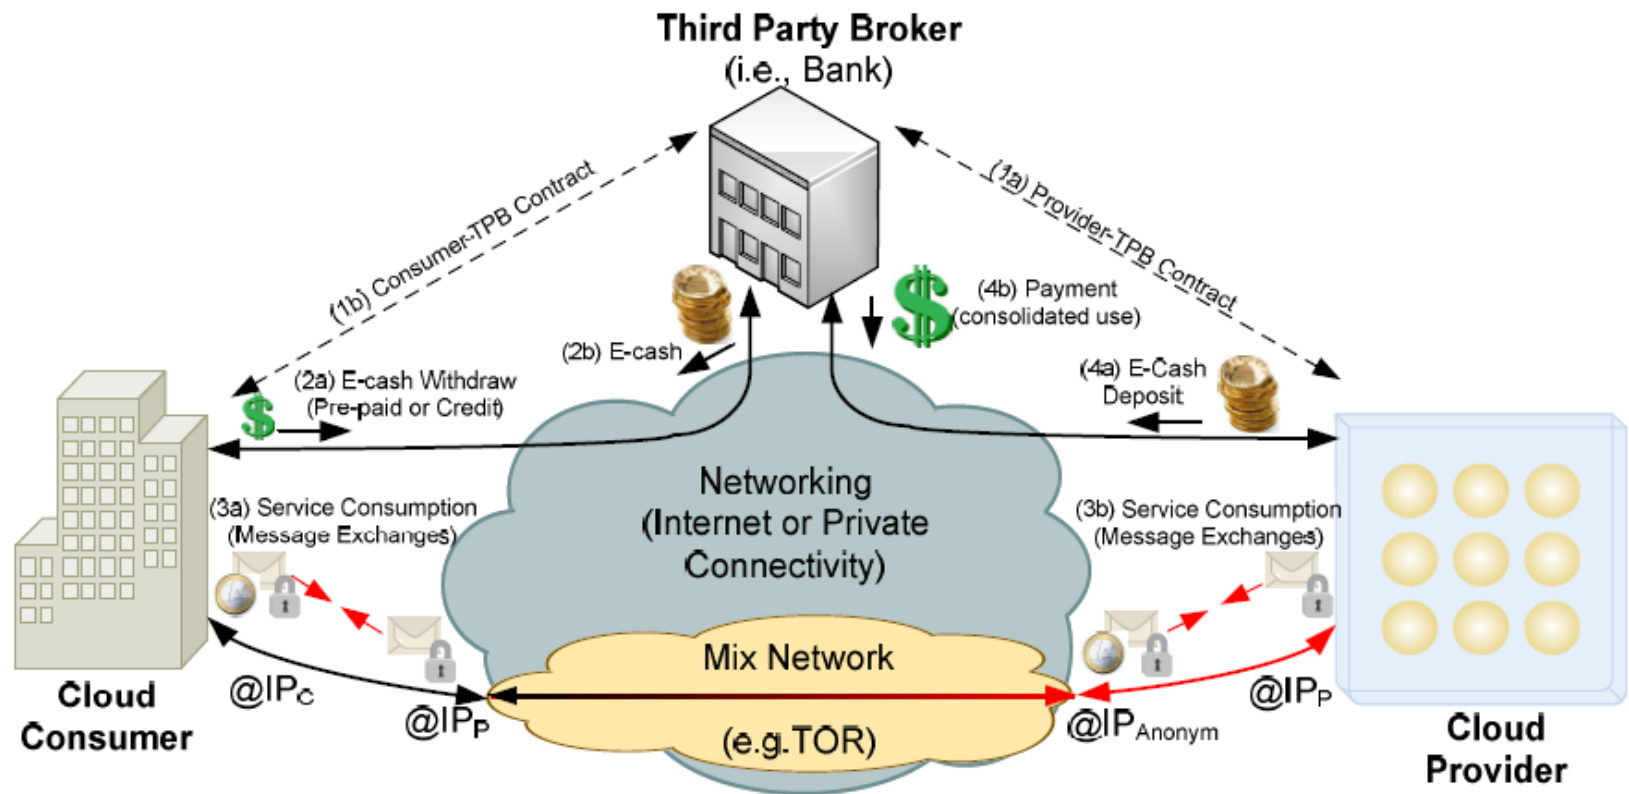 Third Party Broker
(i.e., Bank)
(1b) Consumer-TPB Contract
(1a) Provider-TPB Contract
(2b) E-cash
(4b) Payment
(consolidated use)
(2a) E-cash Withdraw
(Pre-paid or Credit)
(4a) E-Cash
Deposit
$
$
Networking
(Internet or Private
Connectivity)
(3a) Service Consumption
(Message Exchanges)
(3b) Service Consumption
(Message Exchanges)
Mix Network
(e.g.TOR)
@IPC
@IPP
@IPAnonym
@IPP
Cloud
Consumer
Cloud
Provider